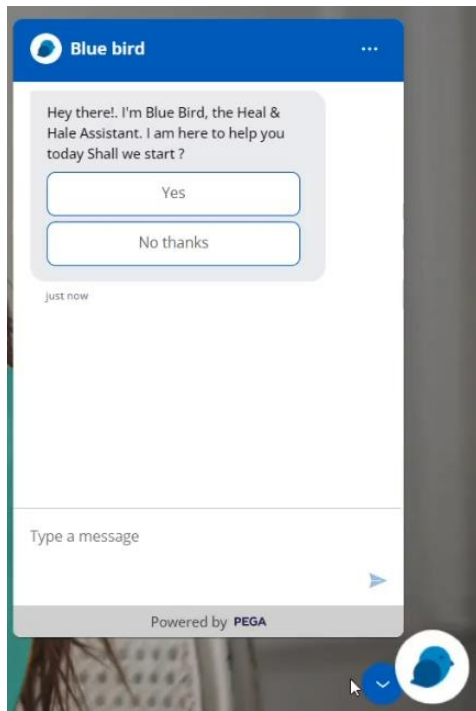 Blue bird
Hey there!. I'm Blue Bird, the Heal &
Hale Assistant. I am here to help you
today Shall we start ?
Yes
No thanks
just now
Type a message
Powered by PEGA